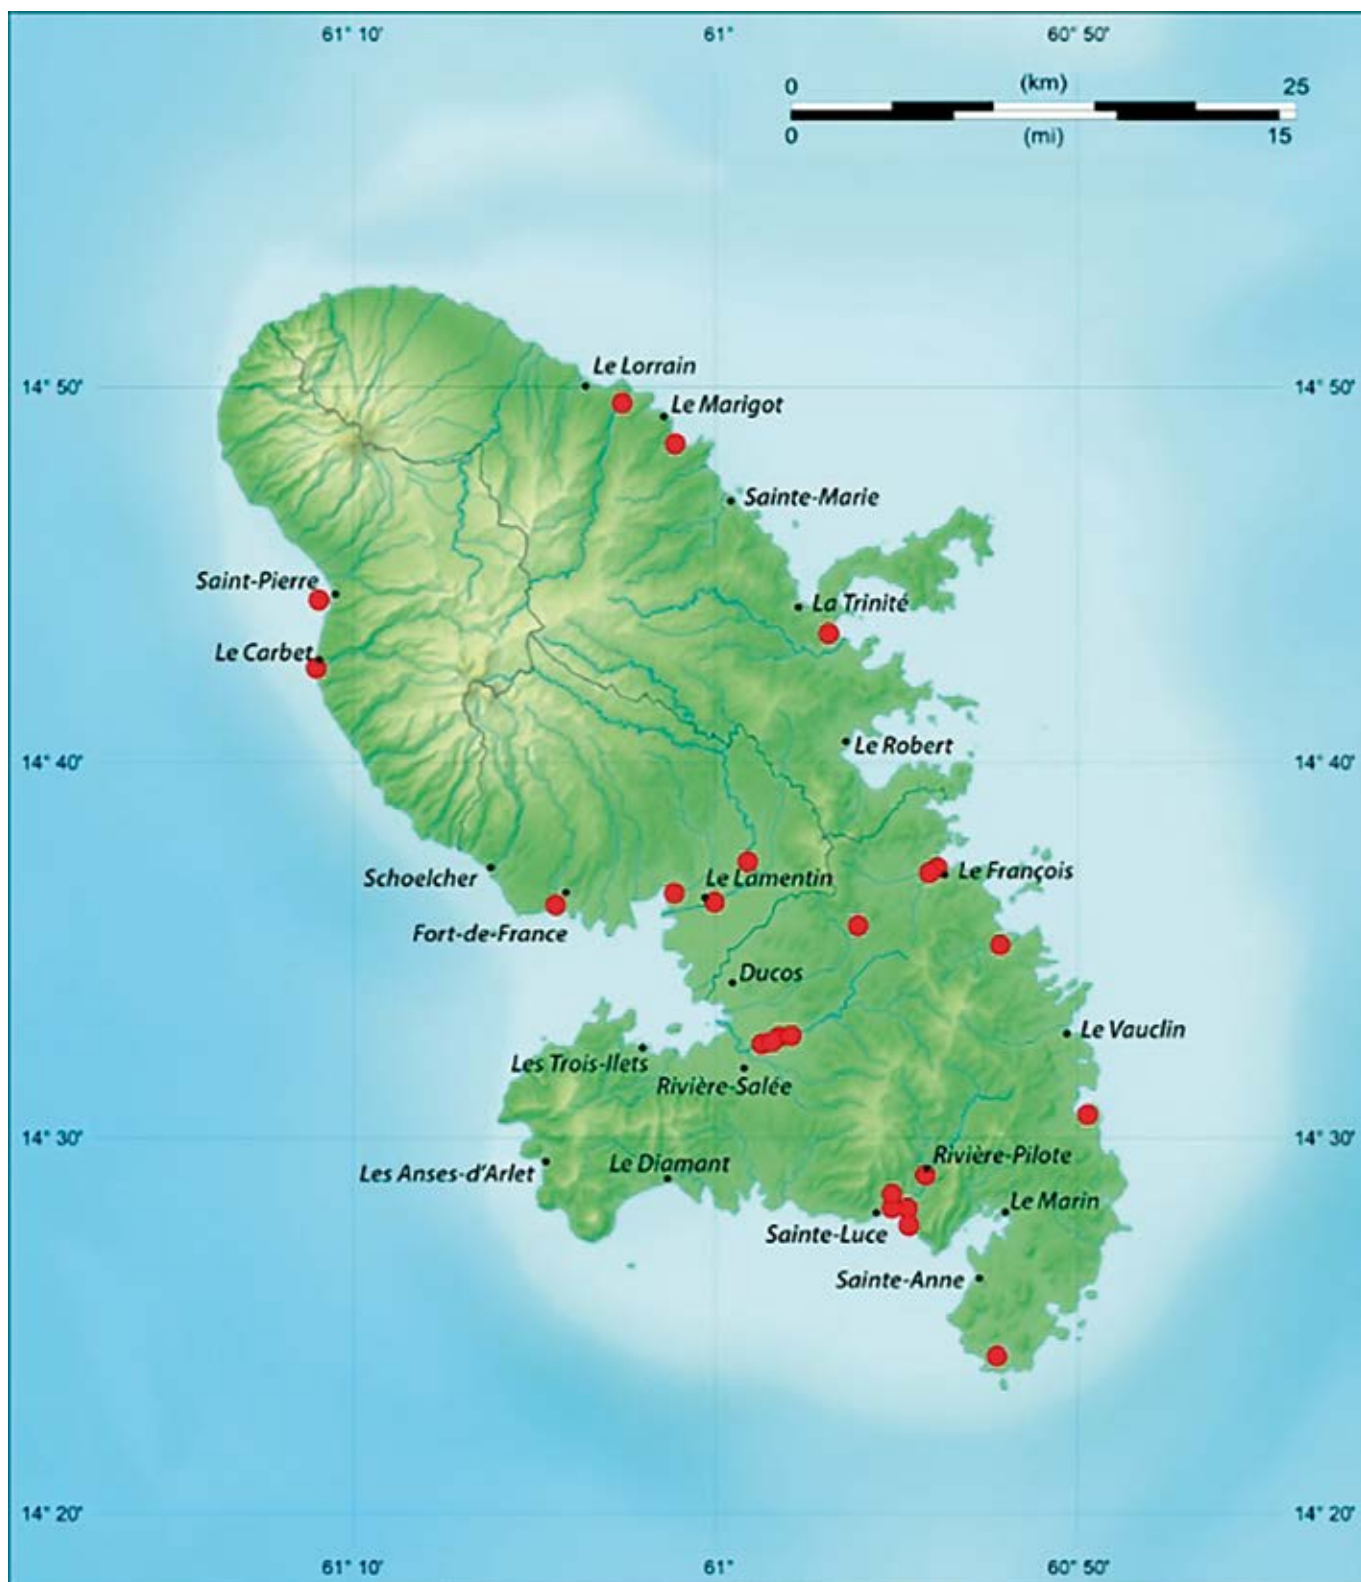 61° 10'
61°
60° 50'
0 (km) 25
0 (mi) 15
14° 50'
14° 50'
Le Lorrain
Le Marigot
Sainte-Marie
Saint-Pierre
La Trinité
Le Carbet
Le Robert
14° 40'
14° 40'
Schoelcher
Le Lamentin
Le François
Fort-de-France
Ducos
Le Vauclin
Les Trois-Ilets
Rivière-Salée
14° 30'
14° 30'
Rivière-Pilote
Les Anses-d'Arlet
Le Diamant
Le Marin
Sainte-Luce
Sainte-Anne
14° 20'
14° 20'
61° 10'
61°
60° 50'